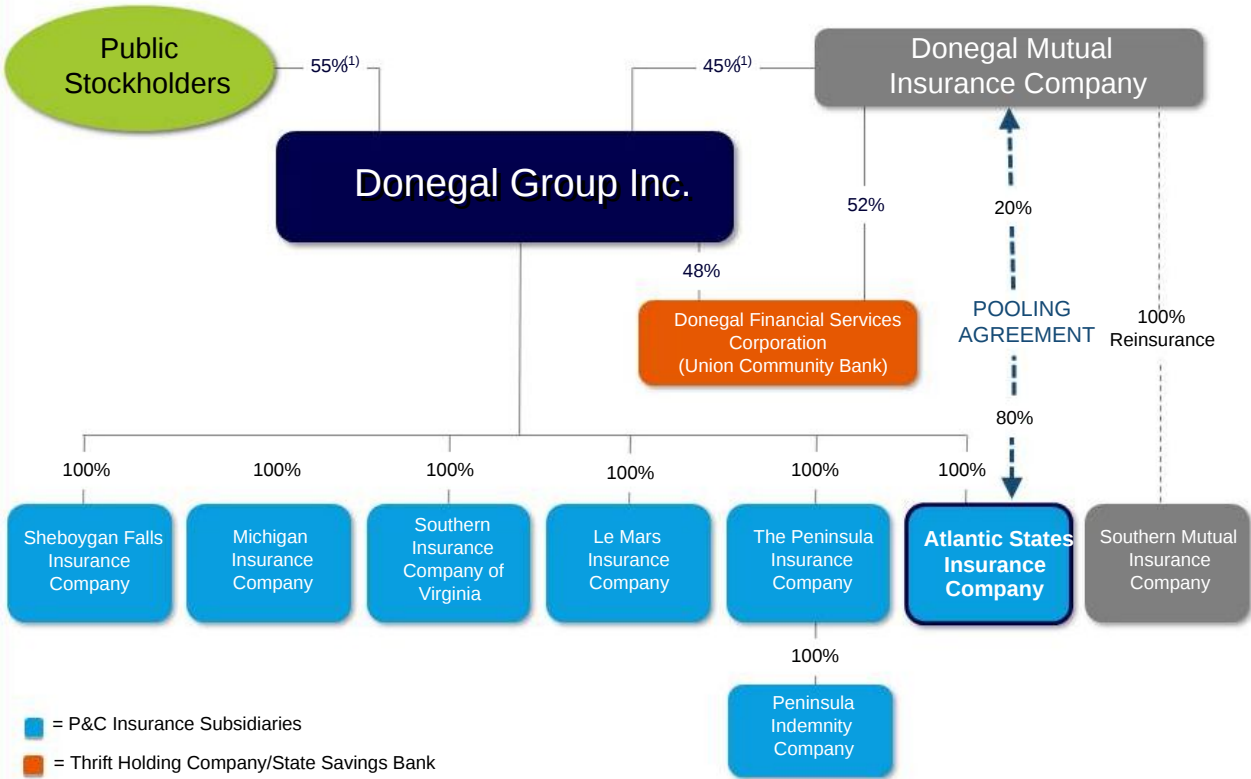 Public
Stockholders
55%(1)
45%(1)
Donegal Mutual
Insurance Company
Donegal Group Inc.
52%
20%
48%
Donegal Financial Services
Corporation
(Union Community Bank)
POOLING
AGREEMENT
100%
Reinsurance
80%
100%
100%
100%
100%
100%
100%
Sheboygan Falls
Insurance
Company
Michigan
Insurance
Company
Southern
Insurance
Company of
Virginia
Le Mars
Insurance
Company
The Peninsula
Insurance
Company
Atlantic States
Insurance
Company
Southern Mutual
Insurance
Company
100%
Peninsula
Indemnity
Company
= P&C Insurance Subsidiaries
= Thrift Holding Company/State Savings Bank